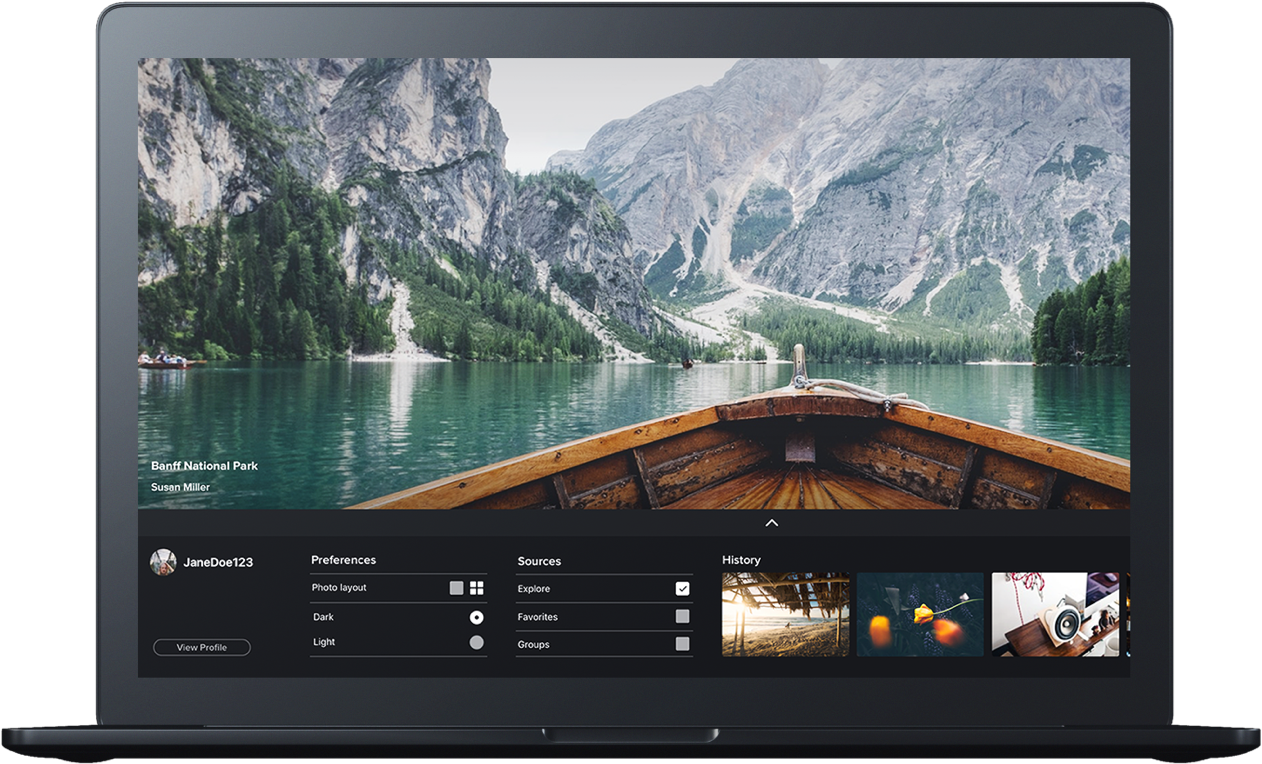 Banff National Park
Susan Miller
JaneDoe123
View Profile
Preferences
Photo layout
Dark
Light
Sources
Explore
Favorites
Groups
History